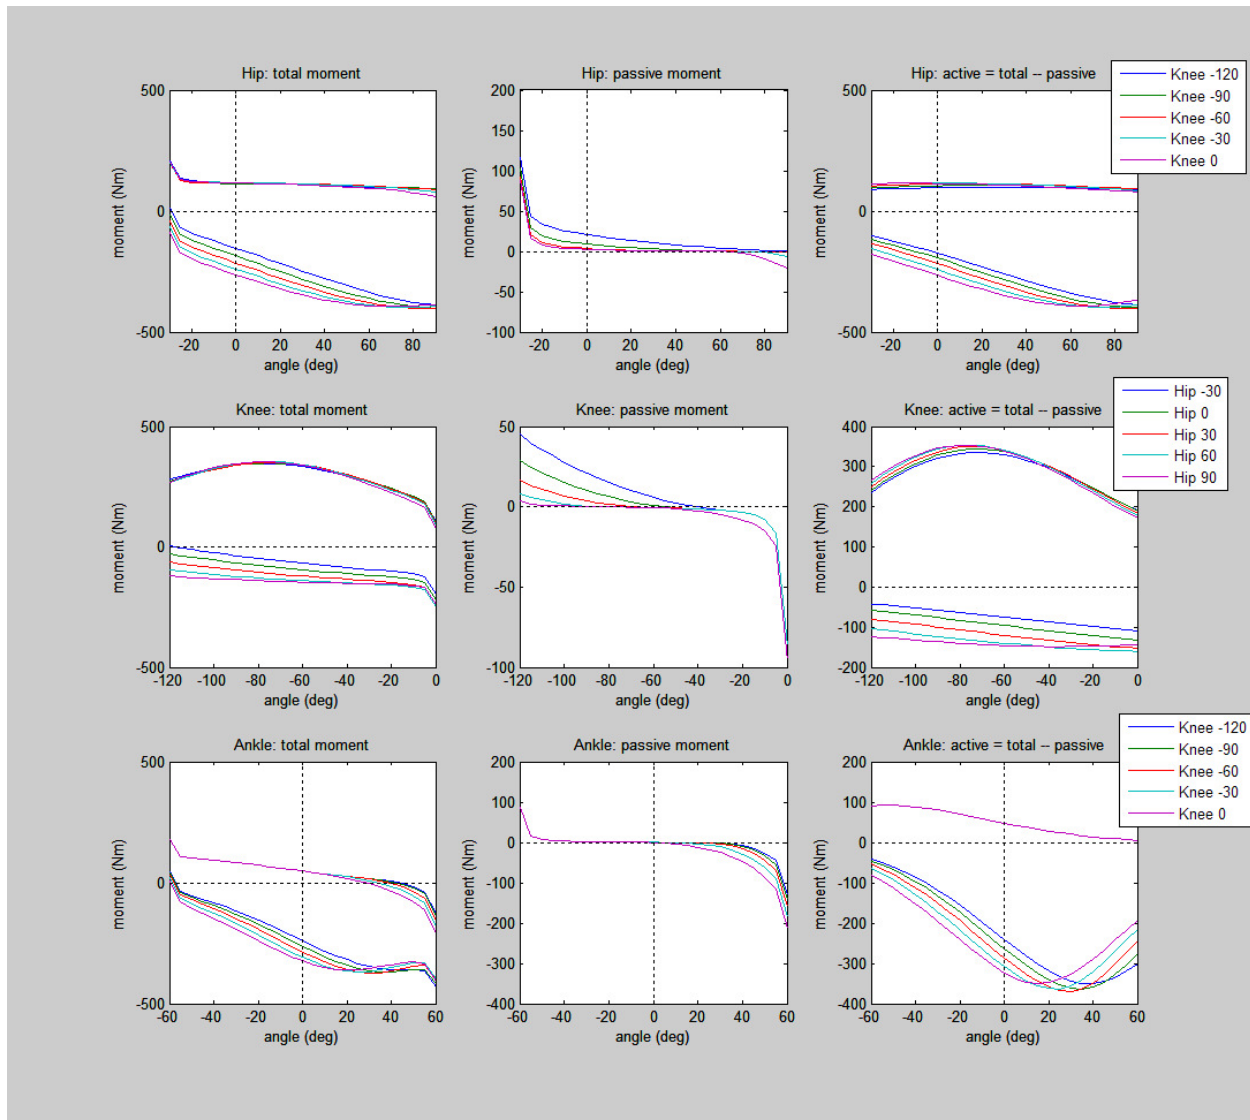 Hip: total moment
Hip: passive moment
Hip: active = total -- passive
500
0
-500
-20 0 20 40 60 80
moment (Nm)
angle (deg)
200
150
100
50
0
-50
-100
-20 0 20 40 60 80
moment (Nm)
angle (deg)
500
0
-500
-20 0 20 40 60 80
moment (Nm)
angle (deg)
Knee -120
Knee -90
Knee -60
Knee -30
Knee 0
Knee: total moment
Knee: passive moment
Knee: active = total -- passive
500
0
-500
-120 -100 -80 -60 -40 -20 0
moment (Nm)
angle (deg)
50
0
-50
-100
-120 -100 -80 -60 -40 -20 0
moment (Nm)
angle (deg)
400
300
200
100
0
-100
-200
-120 -100 -80 -60 -40 -20 0
moment (Nm)
angle (deg)
Hip -30
Hip 0
Hip 30
Hip 60
Hip 90
Ankle: total moment
Ankle: passive moment
Ankle: active = total -- passive
500
0
-500
-60 -40 -20 0 20 40 60
moment (Nm)
angle (deg)
200
100
0
-100
-200
-300
-400
-60 -40 -20 0 20 40 60
moment (Nm)
angle (deg)
200
100
0
-100
-200
-300
-400
-60 -40 -20 0 20 40 60
moment (Nm)
angle (deg)
Knee -120
Knee -90
Knee -60
Knee -30
Knee 0